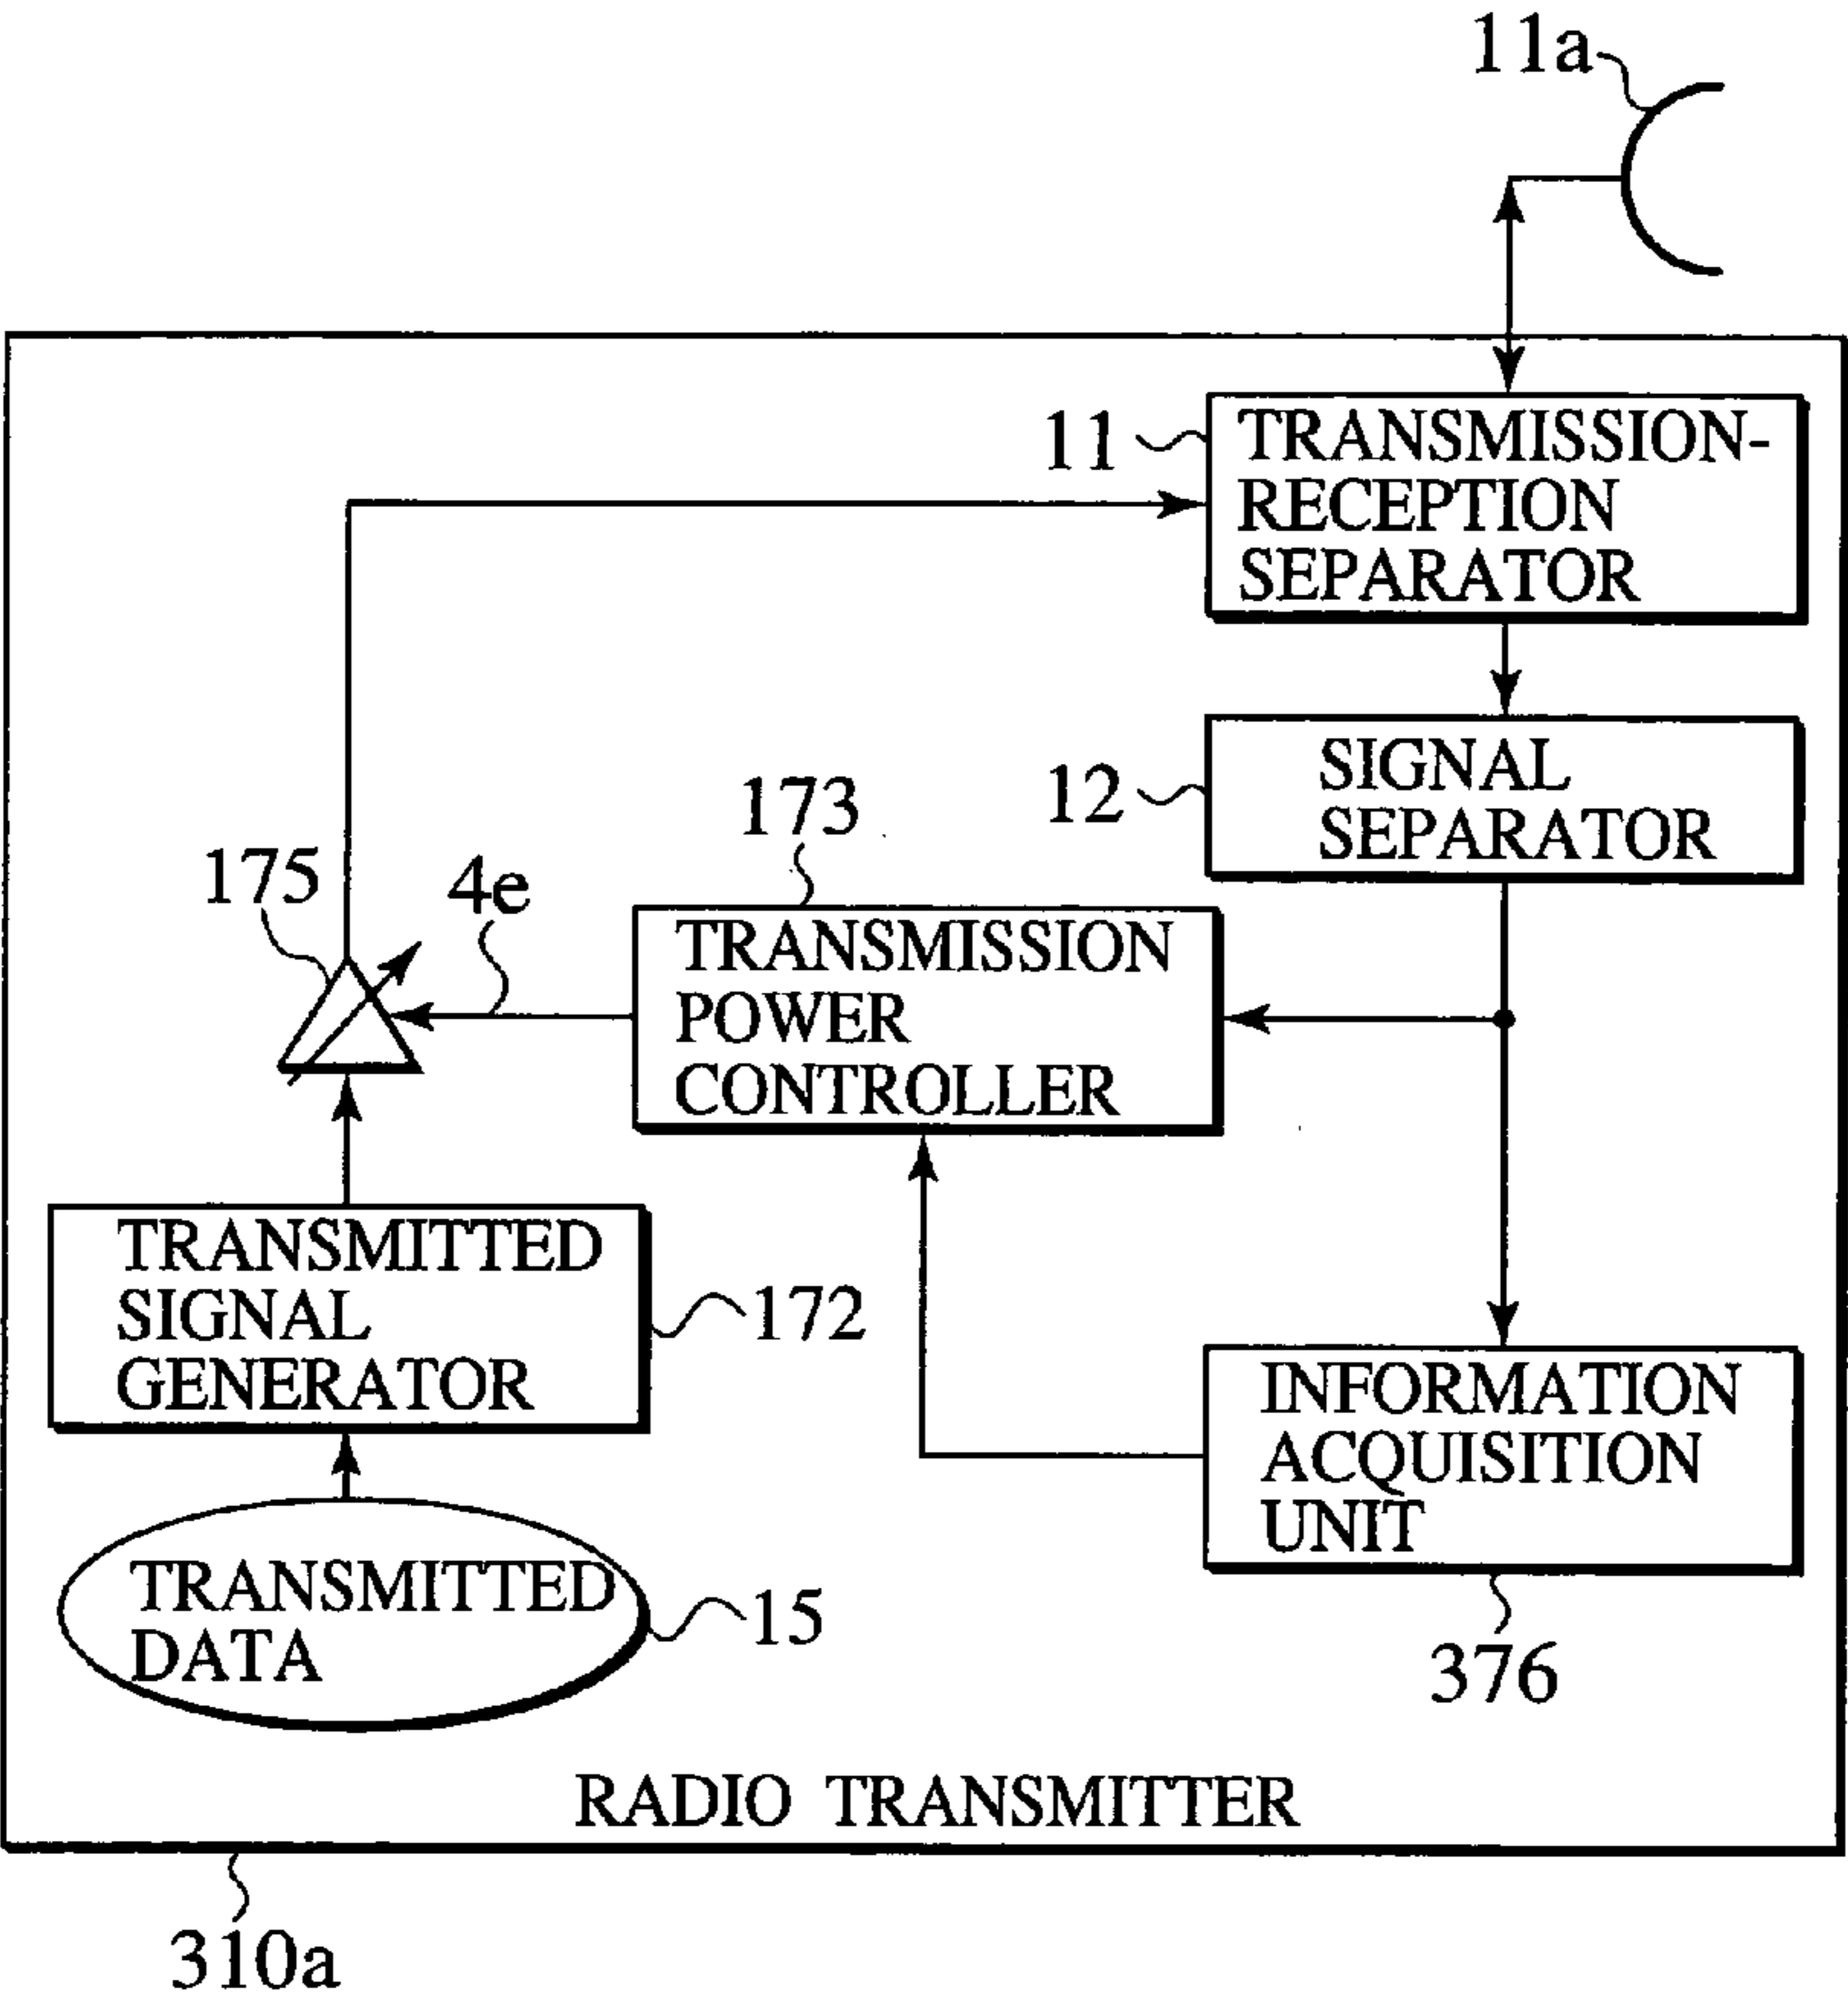 11a
11
TRANSMISSION-
RECEPTION
SEPARATOR
12
SIGNAL
SEPARATOR
173
175
4e
TRANSMISSION
POWER
CONTROLLER
TRANSMITTED
SIGNAL
GENERATOR
172
INFORMATION
ACQUISITION
UNIT
376
TRANSMITTED
DATA
15
RADIO TRANSMITTER
310a